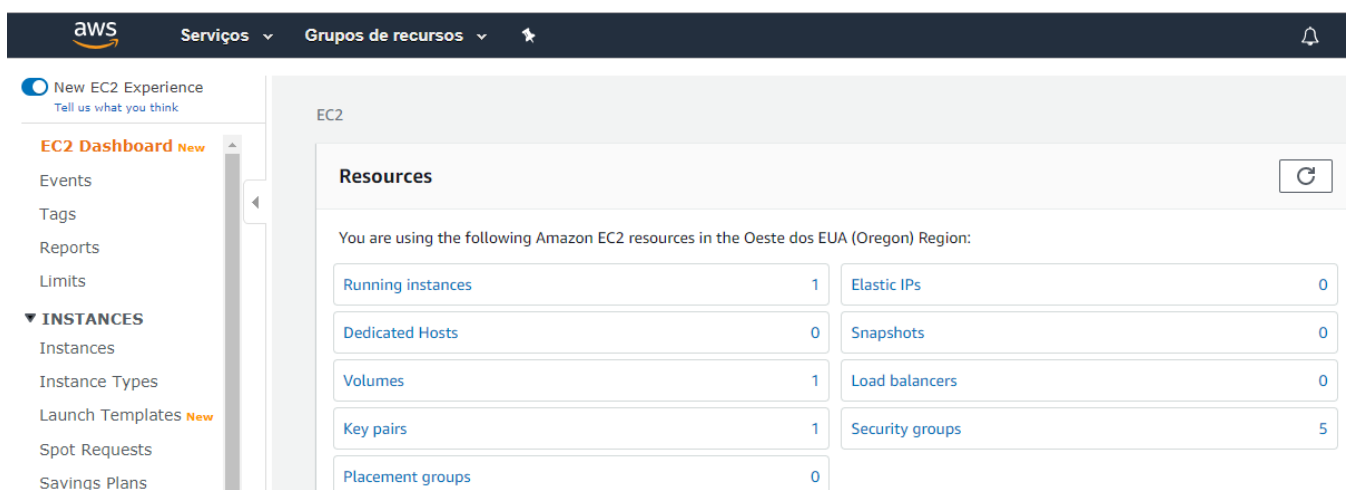 aws Serviços Grupos de recursos
New EC2 Experience
Tell us what you think
EC2 Dashboard New
Events
Tags
Reports
Limits
INSTANCES
Instances
Instance Types
Launch Templates New
Spot Requests
Savings Plans
EC2
Resources
You are using the following Amazon EC2 resources in the Oeste dos EUA (Oregon) Region:
Running instances 1 Elastic IPs 0
Dedicated Hosts 0 Snapshots 0
Volumes 1 Load balancers 0
Key pairs 1 Security groups 5
Placement groups 0